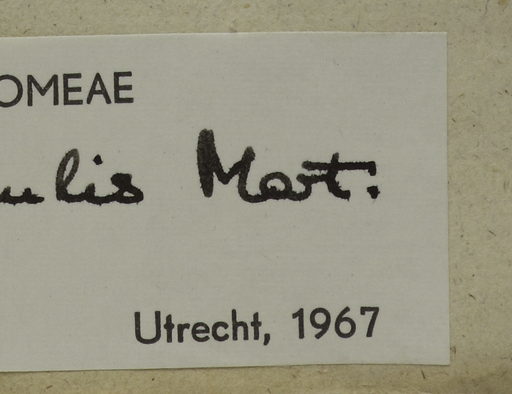 OMEAE
ulis Mart.
Utrecht, 1967